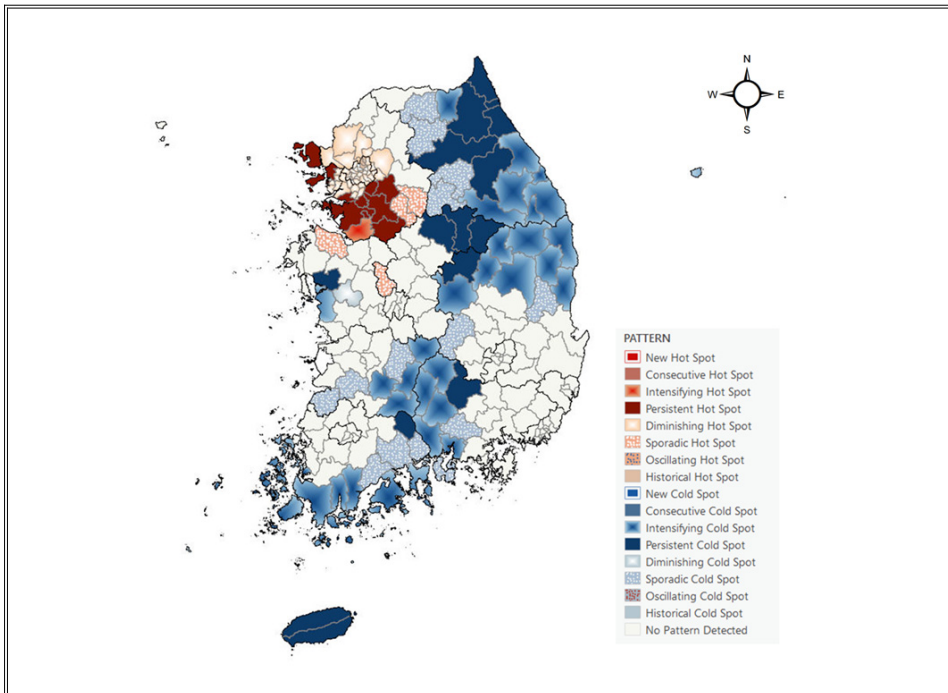 N
W E
S
PATTERN
New Hot Spot
Consecutive Hot Spot
Intensifying Hot Spot
Persistent Hot Spot
Diminishing Hot Spot
Sporadic Hot Spot
Oscillating Hot Spot
Historical Hot Spot
New Cold Spot
Consecutive Cold Spot
Intensifying Cold Spot
Persistent Cold Spot
Diminishing Cold Spot
Sporadic Cold Spot
Oscillating Cold Spot
Historical Cold Spot
No Pattern Detected